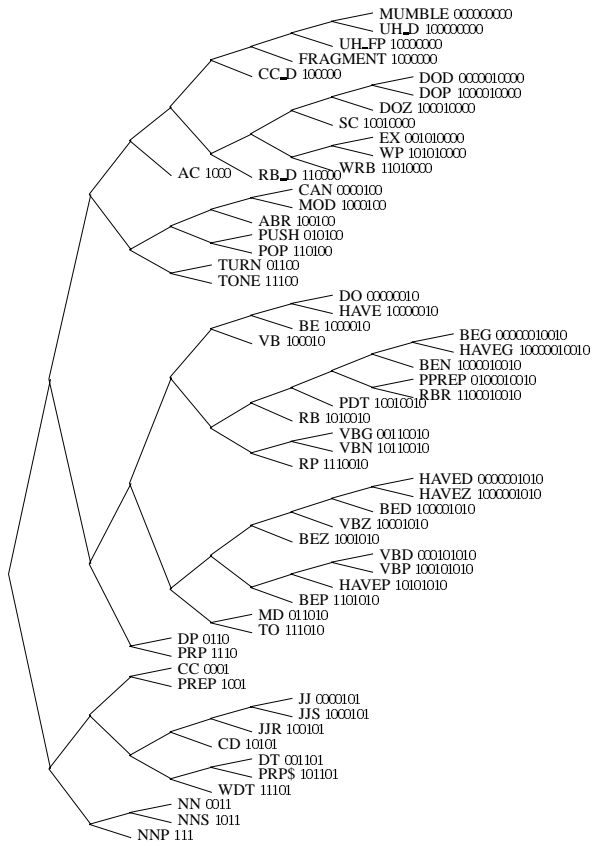 MUMBLE 000000000
UH_D 100000000
UH_FP 10000000
FRAGMENT 1000000
CC_D 100000
DOD 0000010000
DOP 1000010000
DOZ 100010000
SC 10010000
EX 001010000
WP 101010000
WRB 11010000
AC 1000
RB_D 110000
CAN 0000100
MOD 1000100
ABR 100100
PUSH 010100
POP 110100
TURN 01100
TONE 11100
DO 00000010
HAVE 10000010
BE 1000010
VB 100010
BEG 00000010010
HAVEG 10000010010
BEN 1000010010
PPREP 0100010010
RBR 1100010010
PDT 10010010
RB 1010010
VBG 00110010
VBN 10110010
RP 1110010
HAVED 0000001010
HAVEZ 1000001010
BED 100001010
VBZ 10001010
BEZ 1001010
VBD 000101010
VBP 100101010
HAVEP 10101010
BEP 1101010
MD 011010
TO 111010
DP 0110
PRP 1110
CC 0001
PREP 1001
JJ 0000101
JJS 1000101
JJR 100101
CD 10101
DT 001101
PRP$ 101101
WDT 11101
NN 0011
NNS 1011
NNP 111